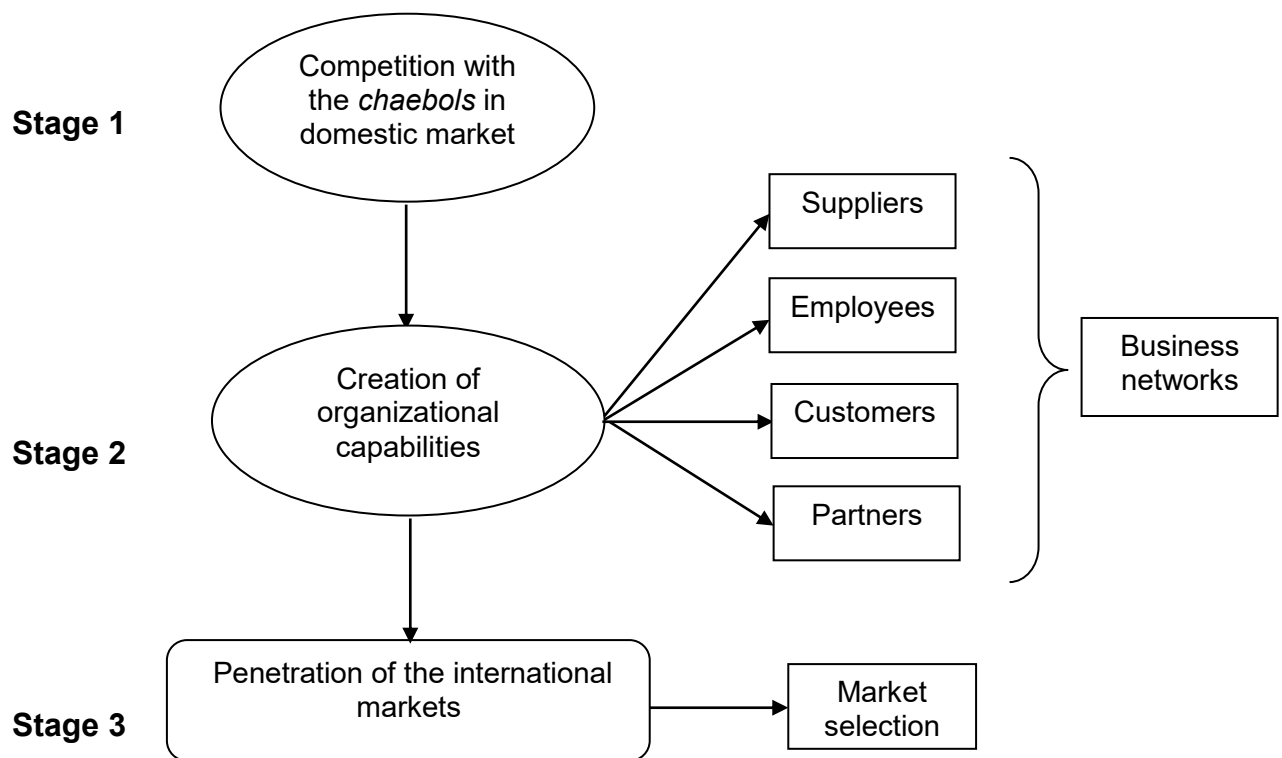 Stage 1
Competition with
the chaebols in
domestic market
Suppliers
Employees
Customers
Partners
Business
networks
Stage 2
Creation of
organizational
capabilities
Stage 3
Penetration of the international
markets
Market
selection